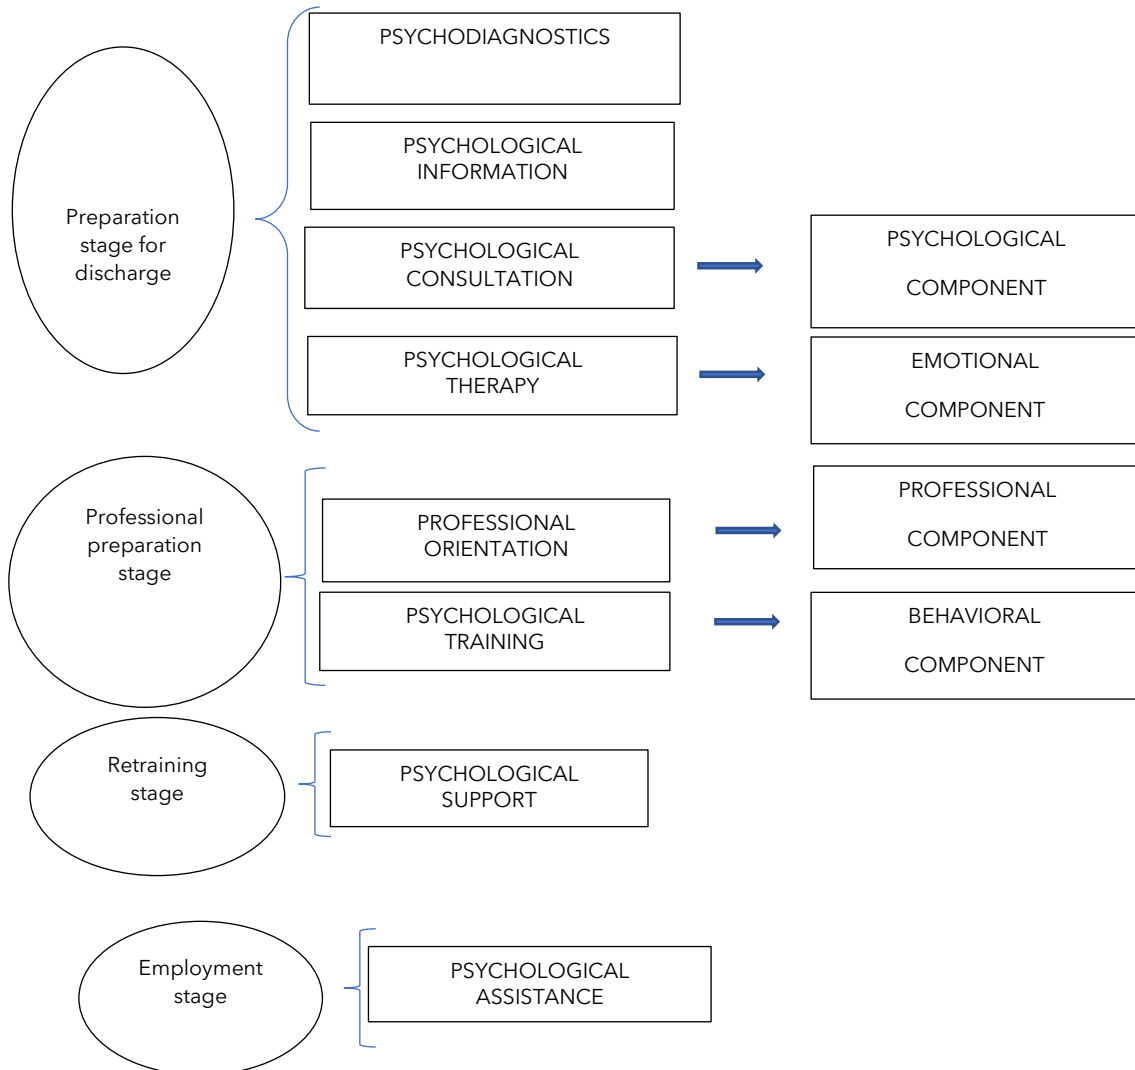 PSYCHODIAGNOSTICS
PSYCHOLOGICAL
INFORMATION
Preparation
stage for
discharge
PSYCHOLOGICAL
CONSULTATION
PSYCHOLOGICAL
COMPONENT
PSYCHOLOGICAL
THERAPY
EMOTIONAL
COMPONENT
Professional
preparation
stage
PROFESSIONAL
ORIENTATION
PROFESSIONAL
COMPONENT
PSYCHOLOGICAL
TRAINING
BEHAVIORAL
COMPONENT
Retraining
stage
PSYCHOLOGICAL
SUPPORT
Employment
stage
PSYCHOLOGICAL
ASSISTANCE